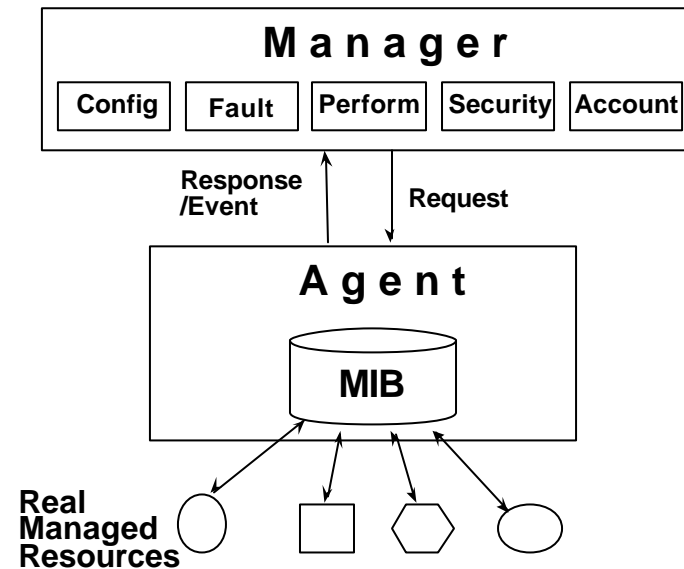 Manager
Config Fault Perform Security Account
Response
/Event
Request
Agent
MIB
Real
Managed
Resources